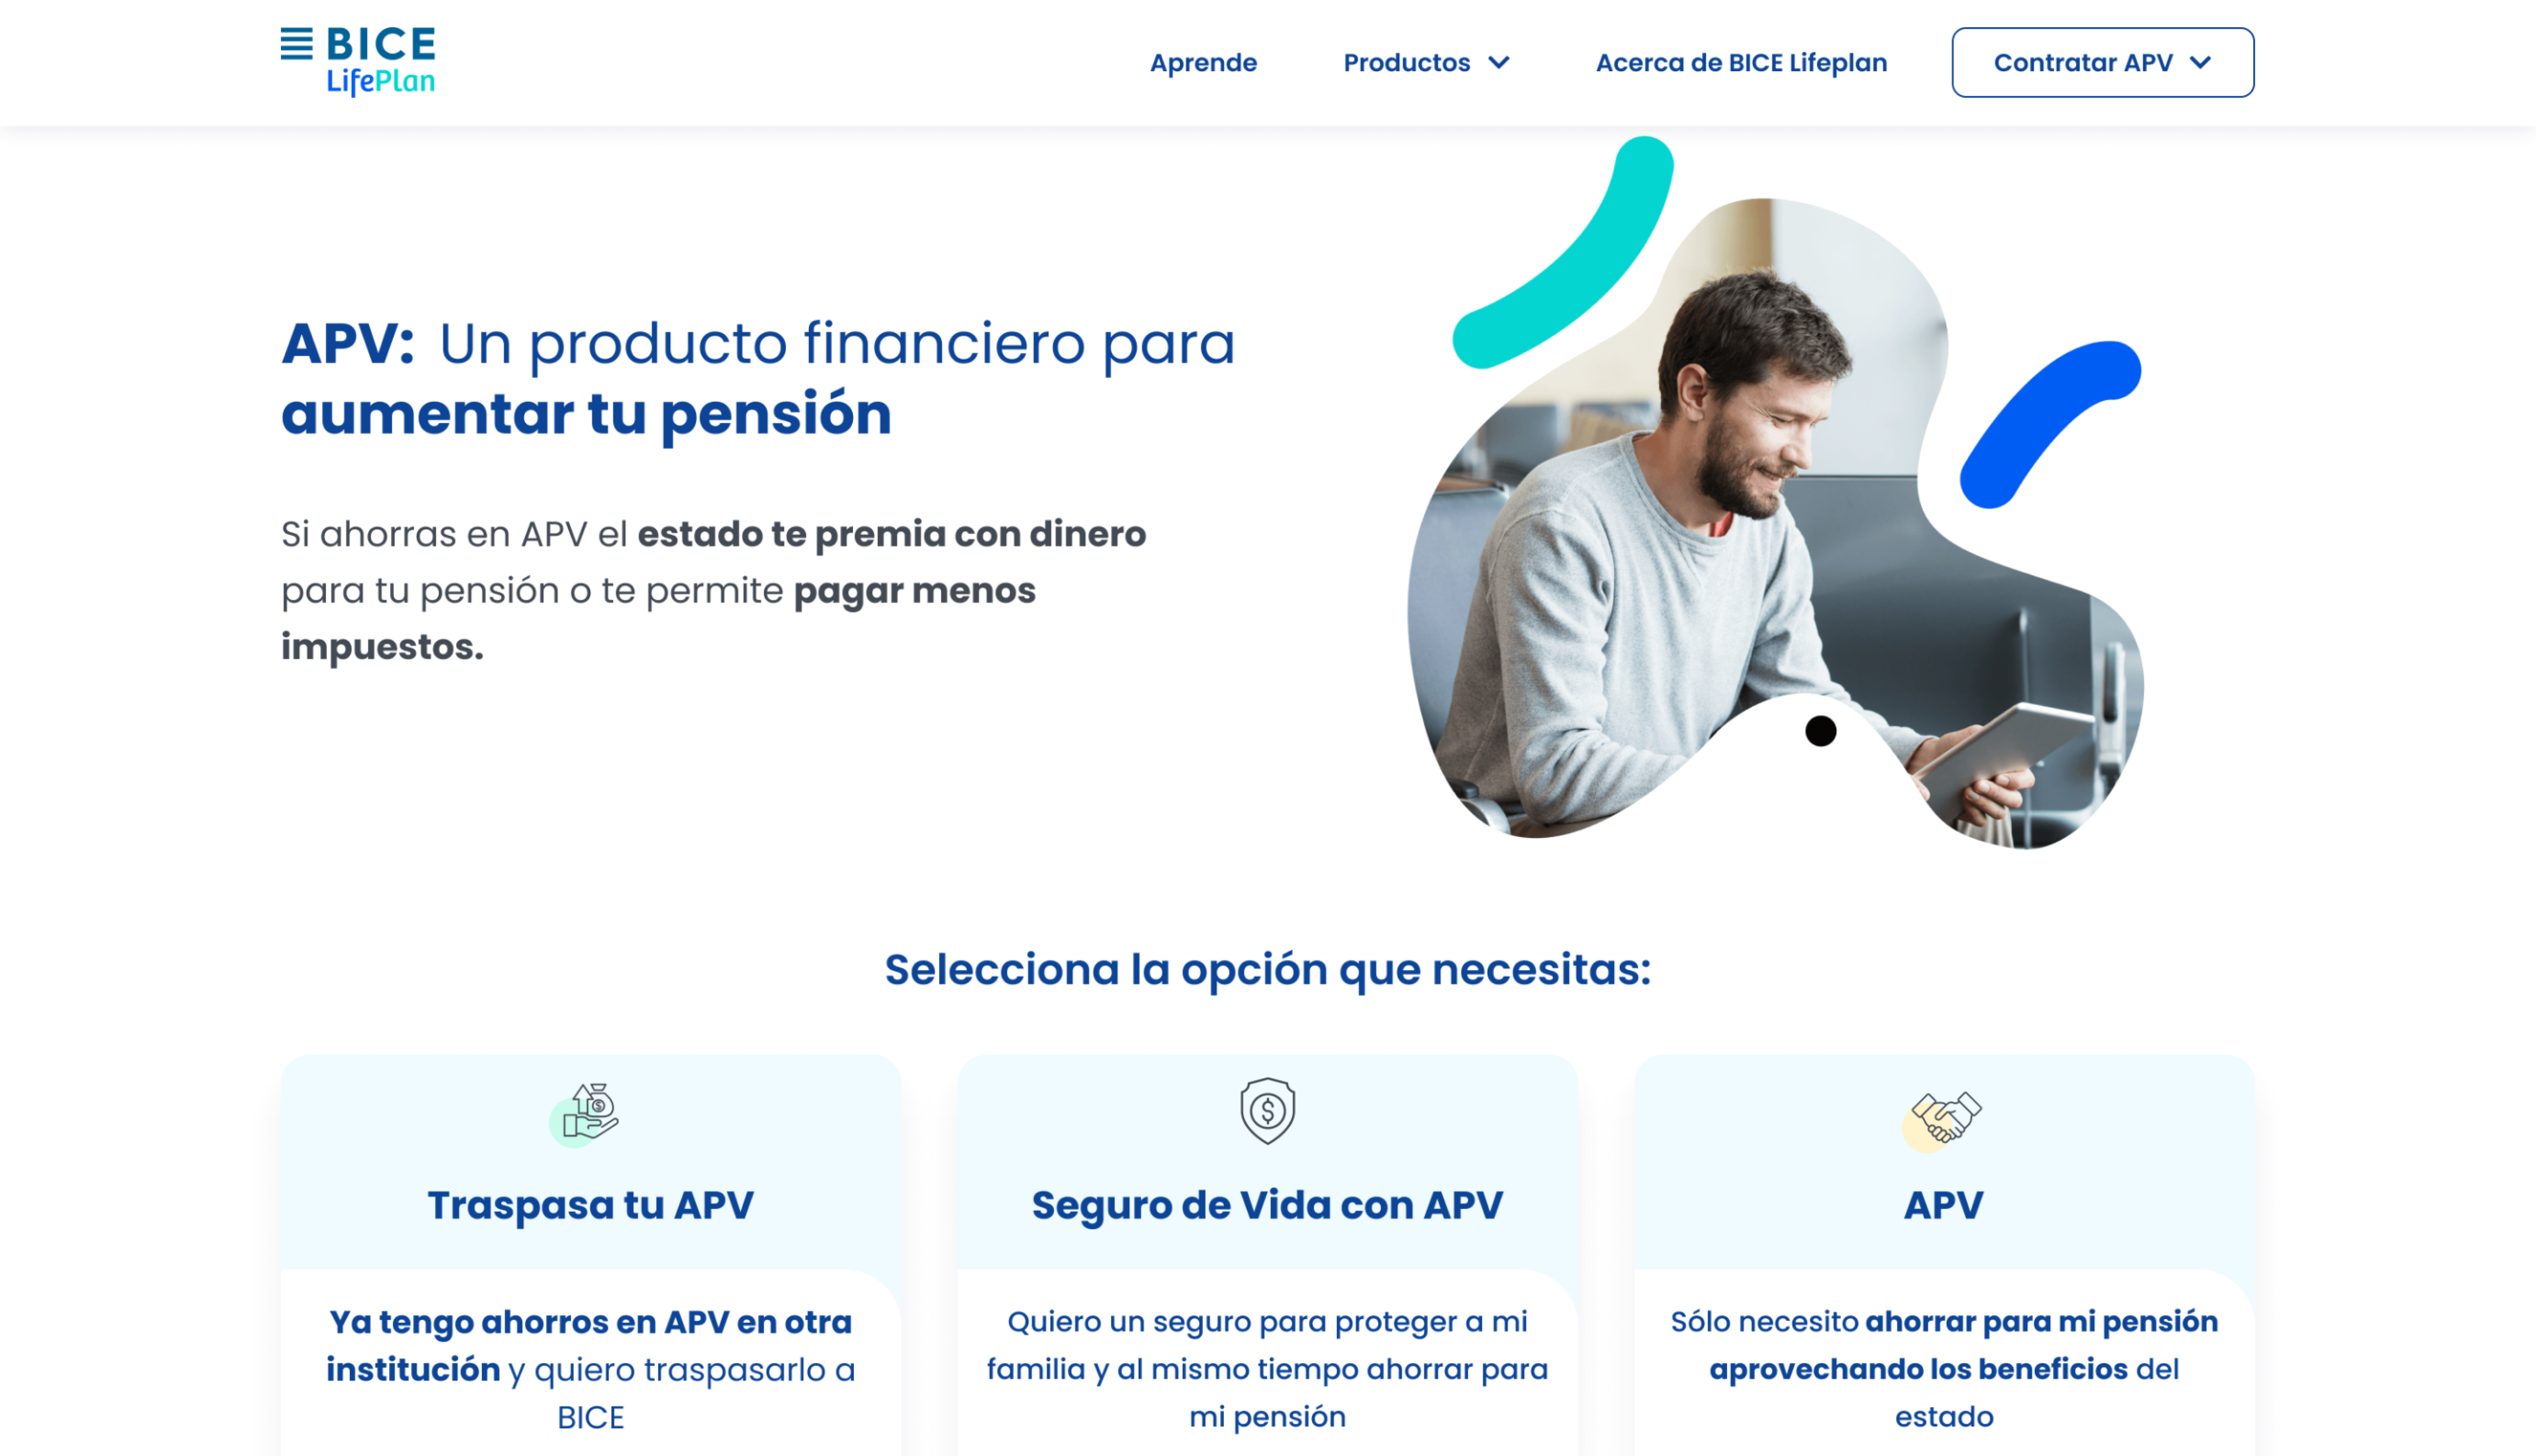 BICE
LifePlan
Aprende
Productos
Acerca de BICE Lifeplan
Contratar APV
APV: Un producto financiero para
aumentar tu pensión
Si ahorras en APV el estado te premia con dinero
para tu pensión o te permite pagar menos
impuestos.
Selecciona la opción que necesitas:
Traspasa tu APV
Ya tengo ahorros en APV en otra
institución y quiero traspasarlo a
BICE
Seguro de Vida con APV
Quiero un seguro para proteger a mi
familia y al mismo tiempo ahorrar para
mi pensión
APV
Sólo necesito ahorrar para mi pensión
aprovechando los beneficios del
estado